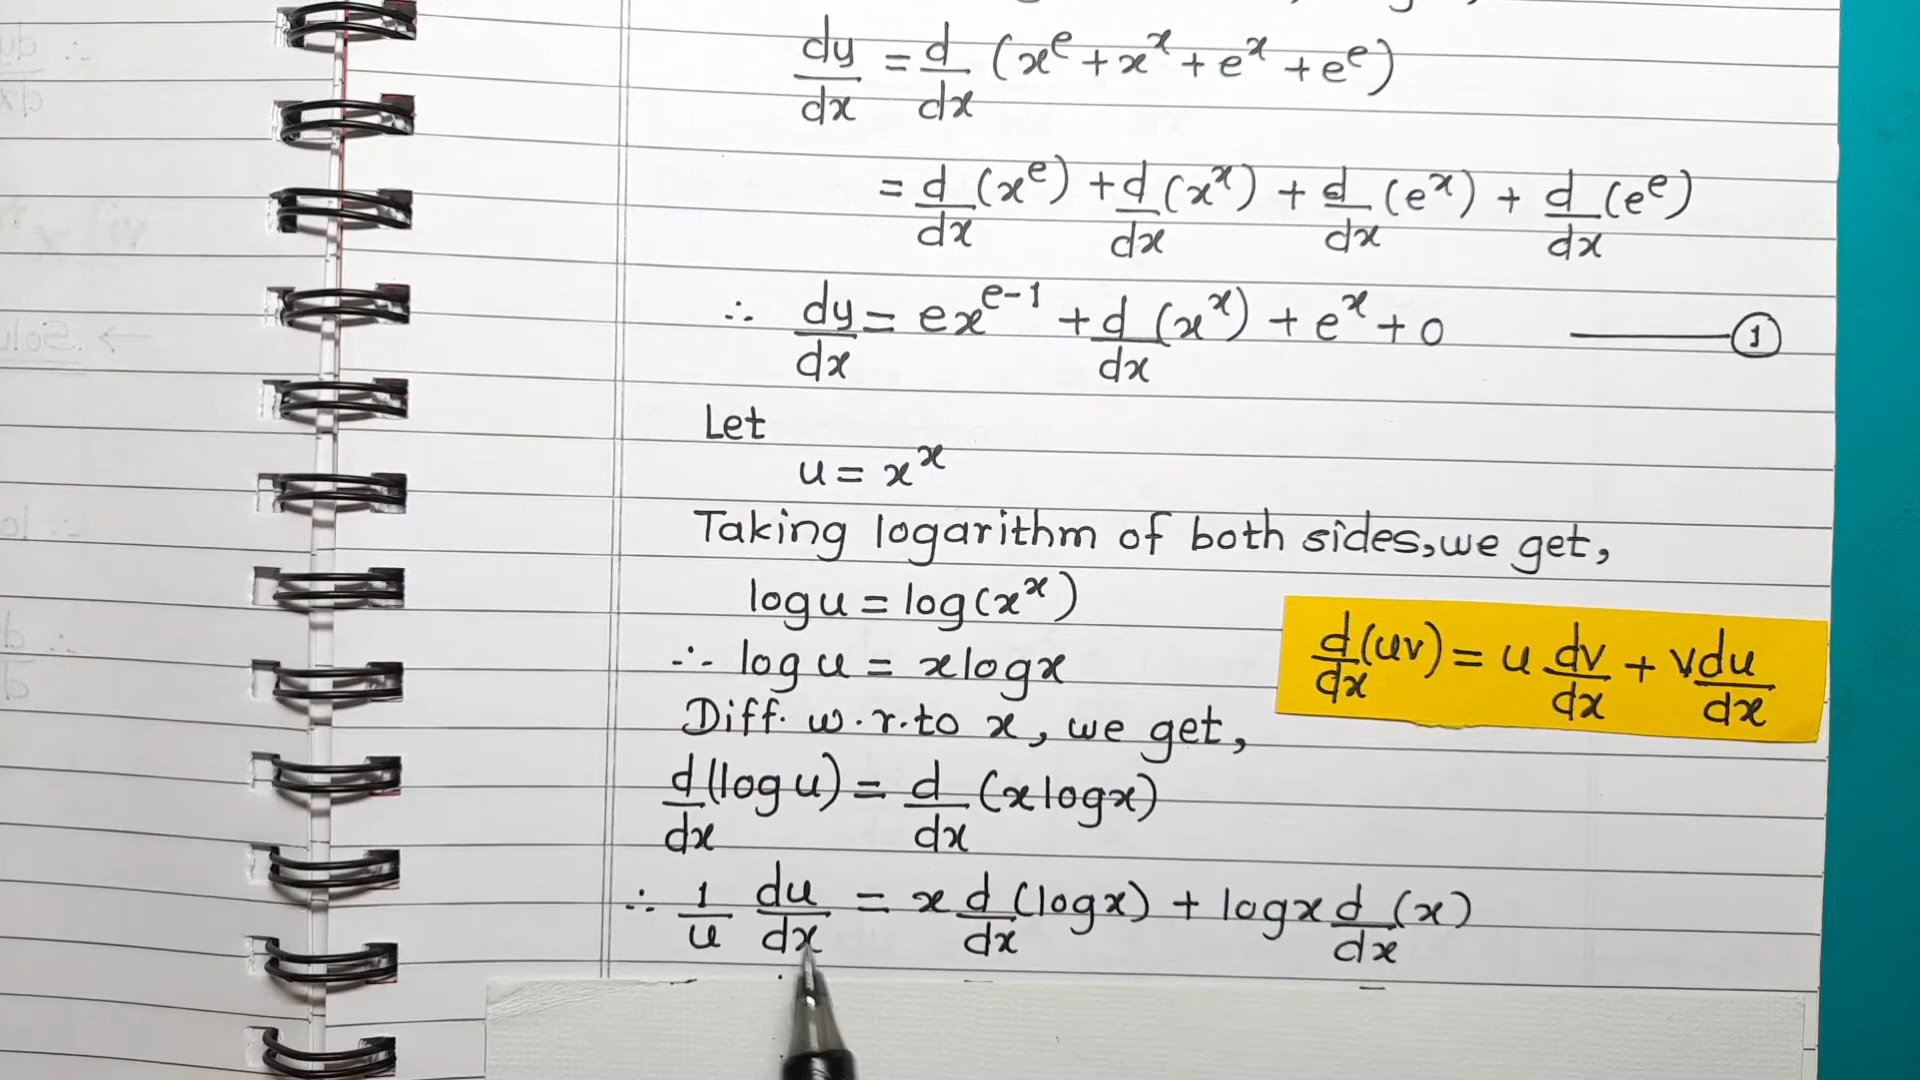 dy/dx = d/dx (x^e + x^x + e^x + e^e)
= d/dx (x^e) + d/dx (x^x) + d/dx (e^x) + d/dx (e^e)
∴ dy/dx = ex^(e-1) + d/dx (x^x) + e^x + 0 ——— ①
Let
u = x^x
Taking logarithm of both sides, we get,
log u = log(x^x)
∴ log u = x log x
d/dx (uv) = u dv/dx + v du/dx
Diff. w.r.to x, we get,
d/dx (log u) = d/dx (x log x)
∴ 1/u du/dx = x d/dx (log x) + log x d/dx (x)